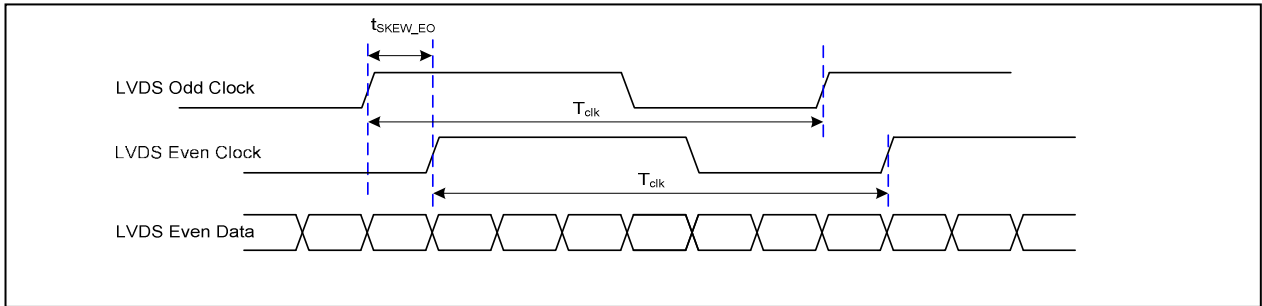 tSKEW_EO
LVDS Odd Clock
Tclk
LVDS Even Clock
Tclk
LVDS Even Data